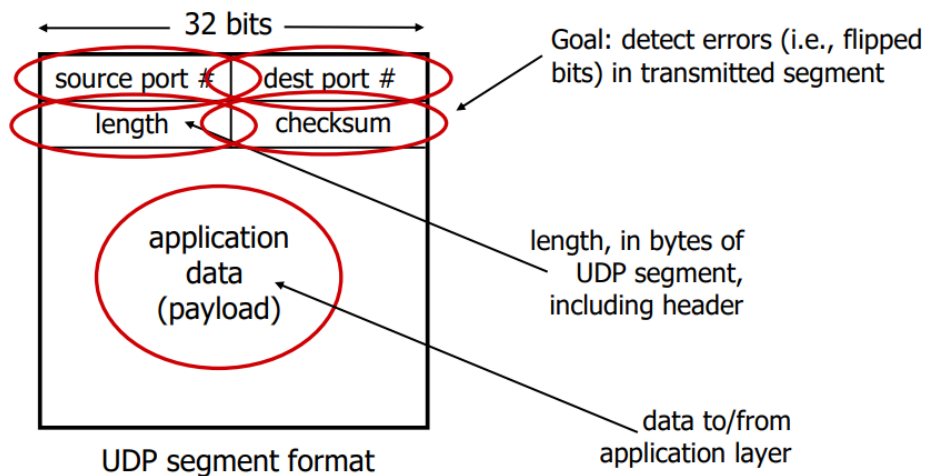 32 bits
source port #
dest port #
length
checksum
application
data
(payload)
UDP segment format
Goal: detect errors (i.e., flipped
bits) in transmitted segment
length, in bytes of
UDP segment,
including header
data to/from
application layer